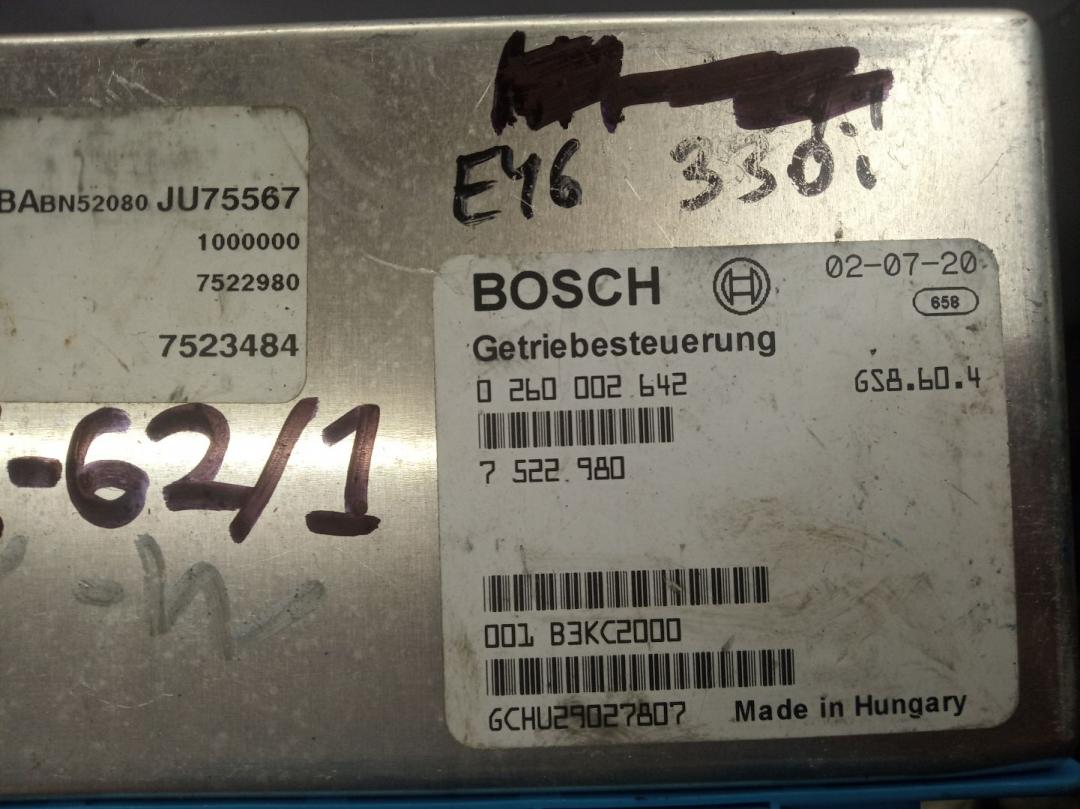 E46 330i
BABN52080 JU75567
1000000
7522980
7523484
-62/1
BOSCH
02-07-20
658
Getriebesteuerung
0 260 002 642
GS8.60.4
7 522 980
001 B3KC2000
GCHU29027807
Made in Hungary